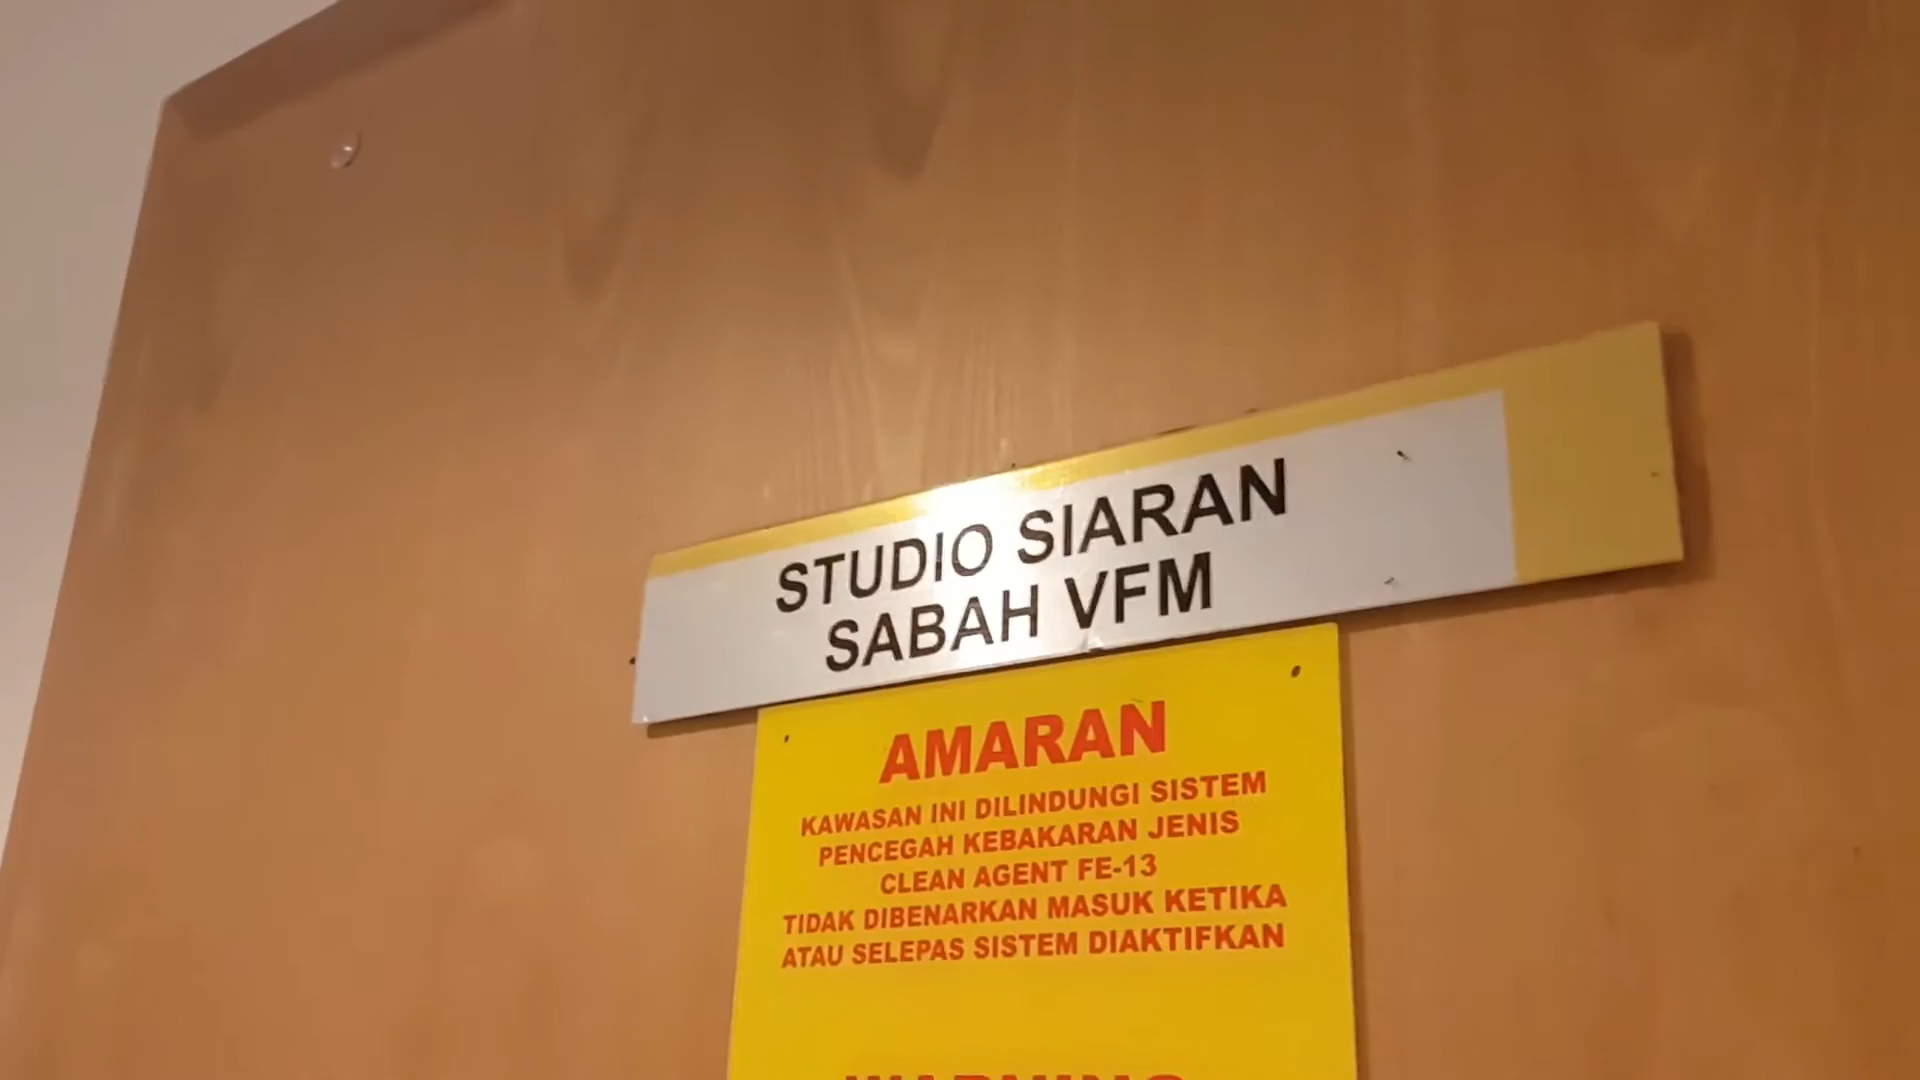 STUDIO SIARAN
SABAH VFM
AMARAN
KAWASAN INI DILINDUNGI SISTEM
PENCEGAH KEBAKARAN JENIS
CLEAN AGENT FE-13
TIDAK DIBENARKAN MASUK KETIKA
ATAU SELEPAS SISTEM DIAKTIFKAN
WARNING